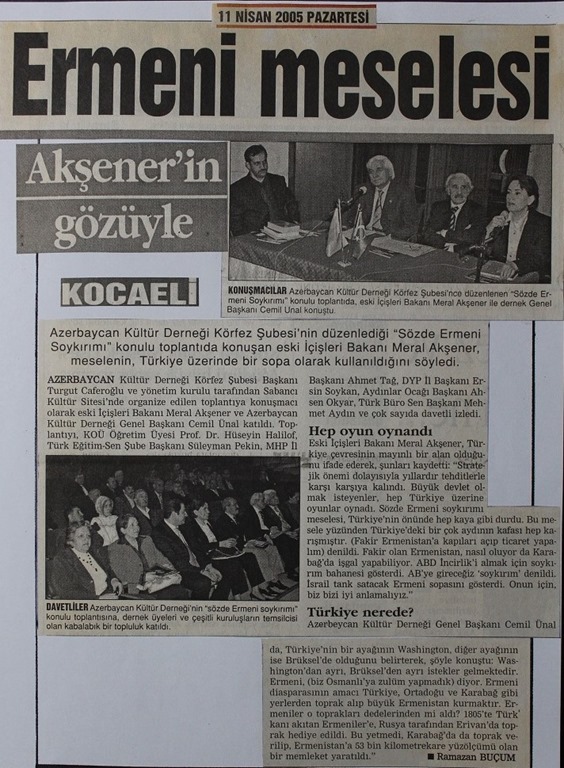 11 NİSAN 2005 PAZARTESİ
Ermeni meselesi
Akşener'in
gözüyle
KOCAELİ
KONUŞMACILAR Azerbaycan Kültür Derneği Körfez Şubesi'nce düzenlenen "Sözde Er-
meni Soykırımı" konulu toplantıda, eski İçişleri Bakanı Meral Akşener ile dernek Genel
Başkanı Cemil Ünal konuştu.
Azerbaycan Kültür Derneği Körfez Şubesi'nin düzenlediği "Sözde Ermeni
Soykırımı" konulu toplantıda konuşan eski İçişleri Bakanı Meral Akşener,
meselenin, Türkiye üzerinde bir sopa olarak kullanıldığını söyledi.
AZERBAYCAN Kültür Derneği Körfez Şubesi Başkanı
Turgut Caferoğlu ve yönetim kurulu tarafından Sabancı
Kültür Sitesi'nde organize edilen toplantıya konuşmacı
olarak eski İçişleri Bakanı Meral Akşener ve Azerbaycan
Kültür Derneği Genel Başkanı Cemil Ünal katıldı. Top-
lantıyı, KOÜ Öğretim Üyesi Prof. Dr. Hüseyin Halilof,
Türk Eğitim-Sen Şube Başkanı Süleyman Pekin, MHP İl
DAVETLİLER Azerbaycan Kültür Derneği'nin "sözde Ermeni soykırımı"
konulu toplantısına, dernek üyeleri ve çeşitli kuruluşların temsilcisi
olan kabalabık bir topluluk katıldı.
Başkanı Ahmet Tağ, DYP İl Başkanı Er-
sin Soykan, Aydınlar Ocağı Başkanı Ah-
sen Okyar, Türk Büro Sen Başkanı Meh-
met Aydın ve çok sayıda davetli izledi.
Hep oyun oynandı
Eski İçişleri Bakanı Meral Akşener, Tür-
kiye çevresinin mayınlı bir alan olduğu-
nu ifade ederek, şunları kaydetti: "Strate-
jik önemi dolayısıyla yıllardır tehditlerle
karşı karşıya kalındı. Büyük devlet ol-
mak isteyenler, hep Türkiye üzerine
oyunlar oynadı. Sözde Ermeni soykırımı
meselesi, Türkiye'nin önünde hep kaya gibi durdu. Bu me-
sele yüzünden Türkiye'deki bir çok aydının kafası hep ka-
rışmıştır. (Fakir Ermenistan'a kapıları açıp ticaret yapa-
lım) denildi. Fakir olan Ermenistan, nasıl oluyor da Kara-
bağ'da işgal yapabiliyor. ABD İncirlik'i almak için soykı-
rım bahanesi gösterdi. AB'ye gireceğiz 'soykırım' denildi.
İsrail tank satacak Ermeni sopasını gösterdi. Onun için,
biz bizi iyi anlamalıyız."
Türkiye nerede?
Azerbeycan Kültür Derneği Genel Başkanı Cemil Ünal
da, Türkiye'nin bir ayağının Washington, diğer ayağının
ise Brüksel'de olduğunu belirterek, şöyle konuştu: Was-
hington'dan ayrı, Brüksel'den ayrı istekler gelmektedir.
Ermeni, (biz Osmanlı'ya zulüm yapmadık) diyor. Ermeni
diasparasının amacı Türkiye, Ortadoğu ve Karabağ gibi
yerlerden toprak alıp büyük Ermenistan kurmaktır. Er-
meniler o toprakları dedelerinden mi aldı? 1805'te Türk
kanı akıtan Ermeniler'e, Rusya tarafından Erivan'da top-
rak hediye edildi. Bu yetmedi, Karabağ'da da toprak ve-
rilip, Ermenistan'a 53 bin kilometrekare yüzölçümü olan
bir memleket yaratıldı." ■ Ramazan BUÇUM